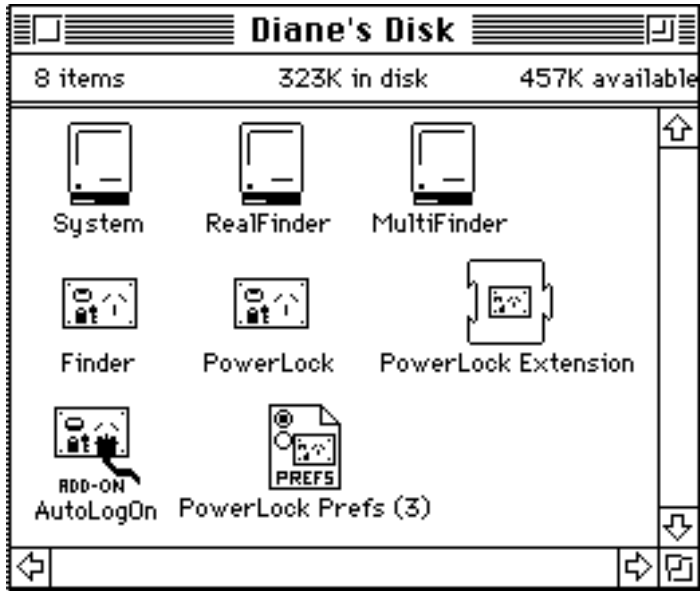 Diane's Disk
8 items 323K in disk 457K available
System RealFinder MultiFinder
Finder PowerLock PowerLock Extension
ADD-ON PREFS
AutoLogOn PowerLock Prefs (3)